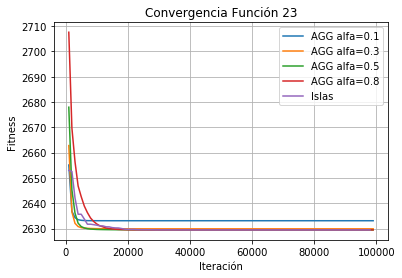 Convergencia Función 23
2710
2700
2690
2680
2670
2660
2650
2640
2630
Fitness
AGG alfa=0.1
AGG alfa=0.3
AGG alfa=0.5
AGG alfa=0.8
Islas
0 20000 40000 60000 80000 100000
Iteración